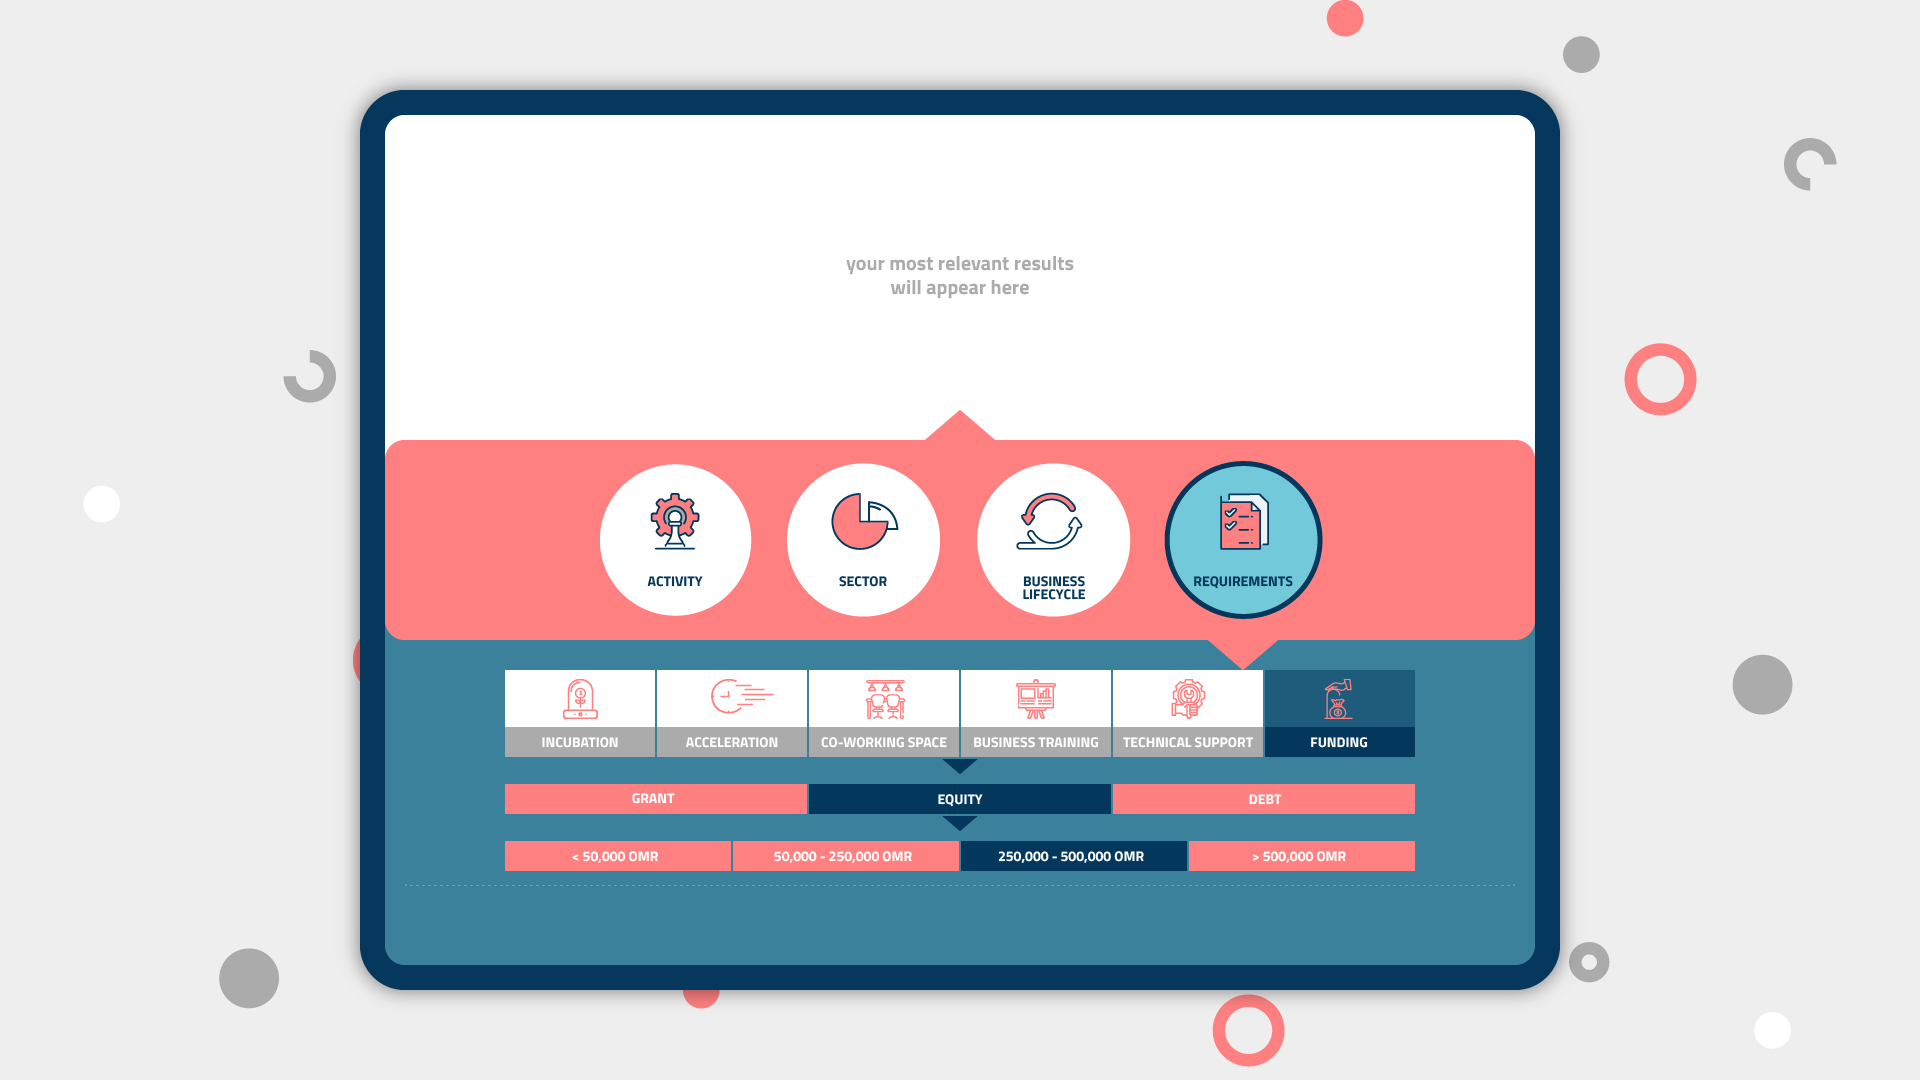 your most relevant results
will appear here
ACTIVITY
SECTOR
BUSINESS
LIFECYCLE
REQUIREMENTS
INCUBATION
ACCELERATION
CO-WORKING SPACE
BUSINESS TRAINING
TECHNICAL SUPPORT
FUNDING
GRANT
EQUITY
DEBT
< 50,000 OMR
50,000 - 250,000 OMR
250,000 - 500,000 OMR
> 500,000 OMR